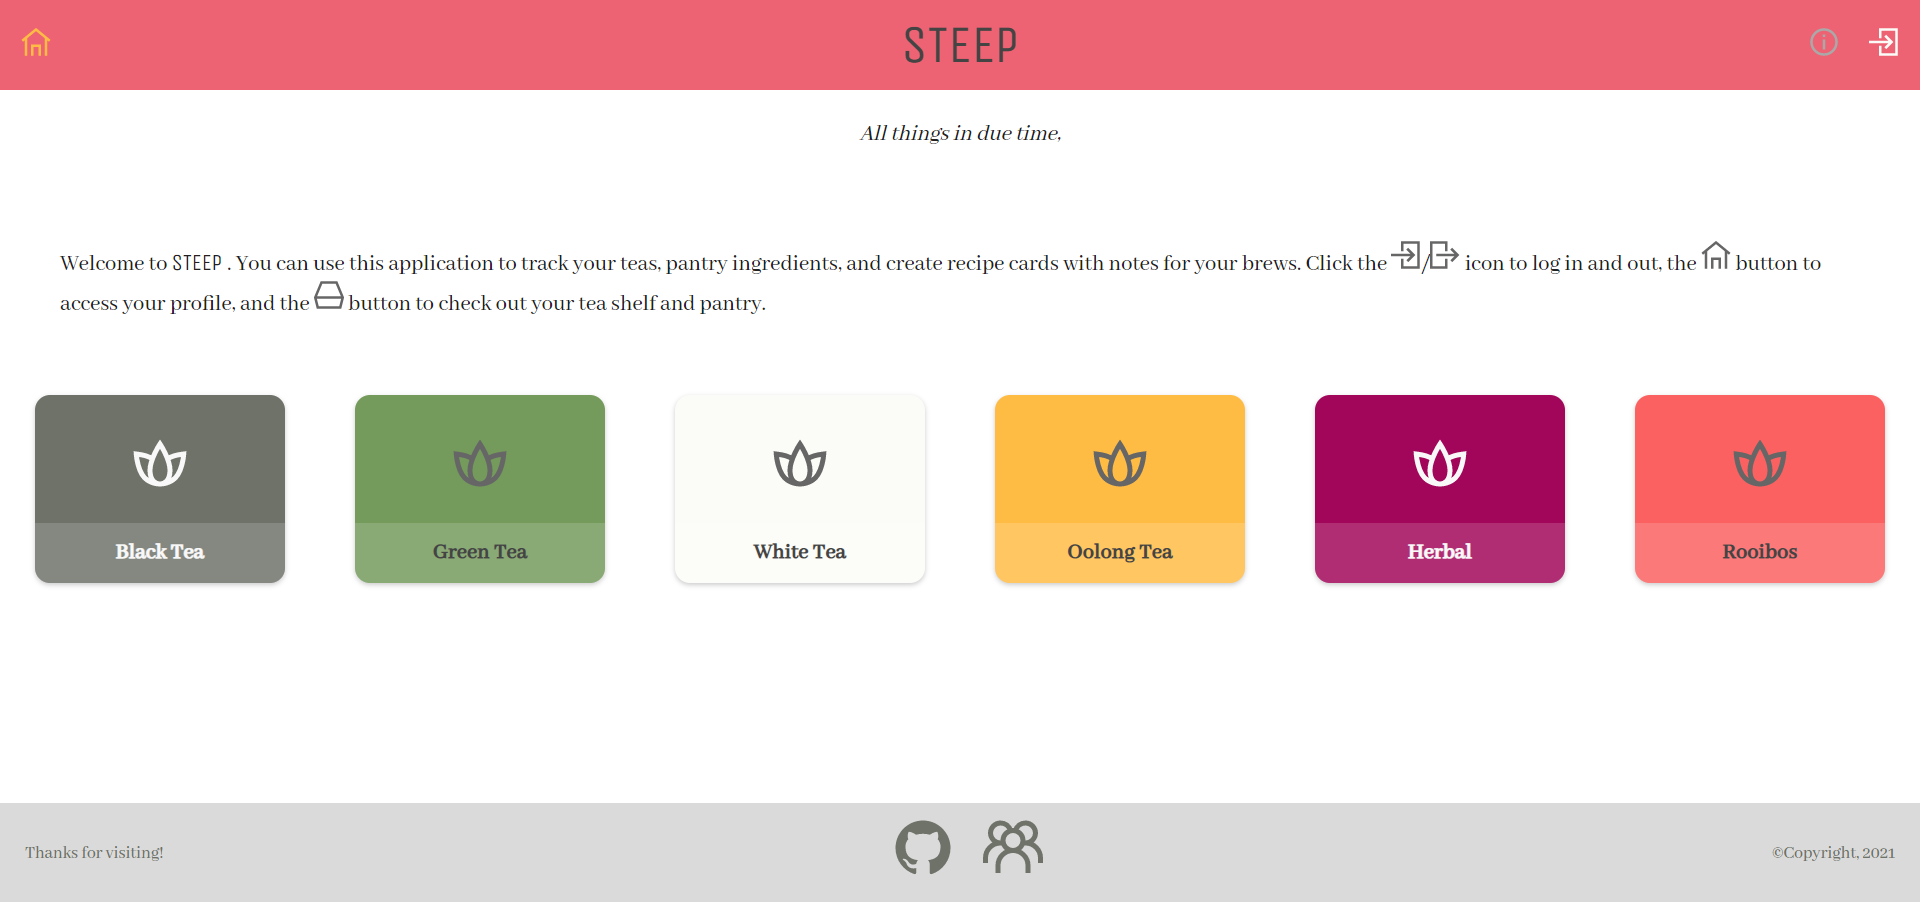 STEEP
All things in due time,
Welcome to STEEP . You can use this application to track your teas, pantry ingredients, and create recipe cards with notes for your brews. Click the / icon to log in and out, the button to
access your profile, and the button to check out your tea shelf and pantry.
Black Tea
Green Tea
White Tea
Oolong Tea
Herbal
Rooibos
Thanks for visiting!
©Copyright, 2021